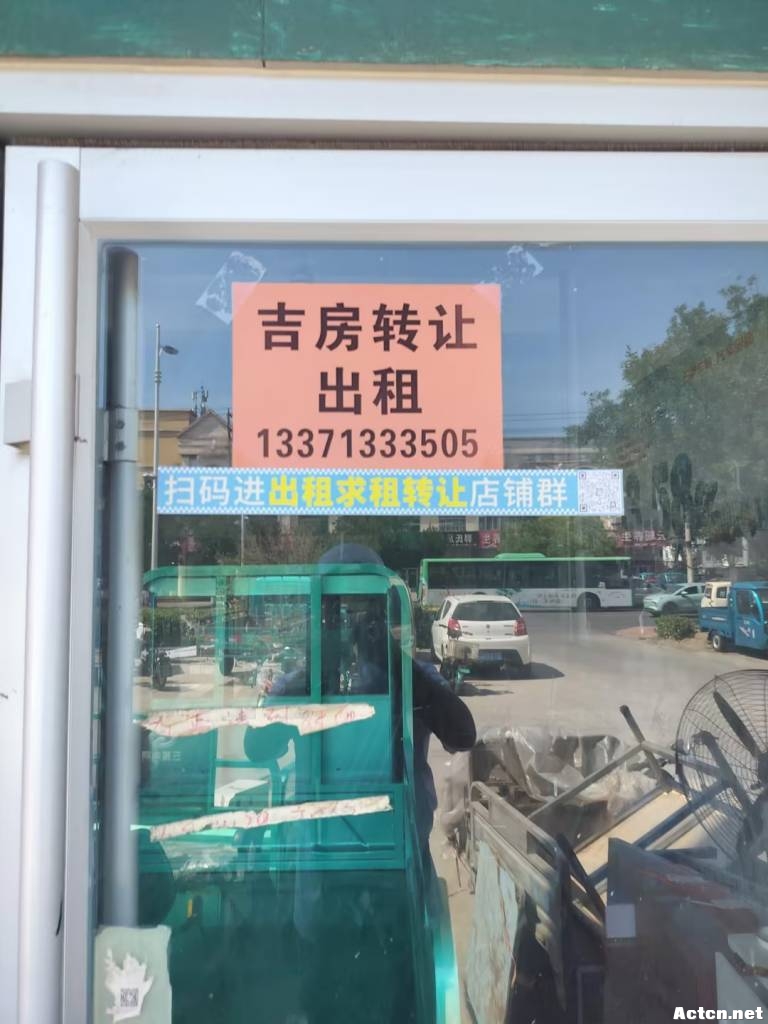 吉房转让
出租
13371333505
扫码进出租求租转让店铺群
Actcn.net